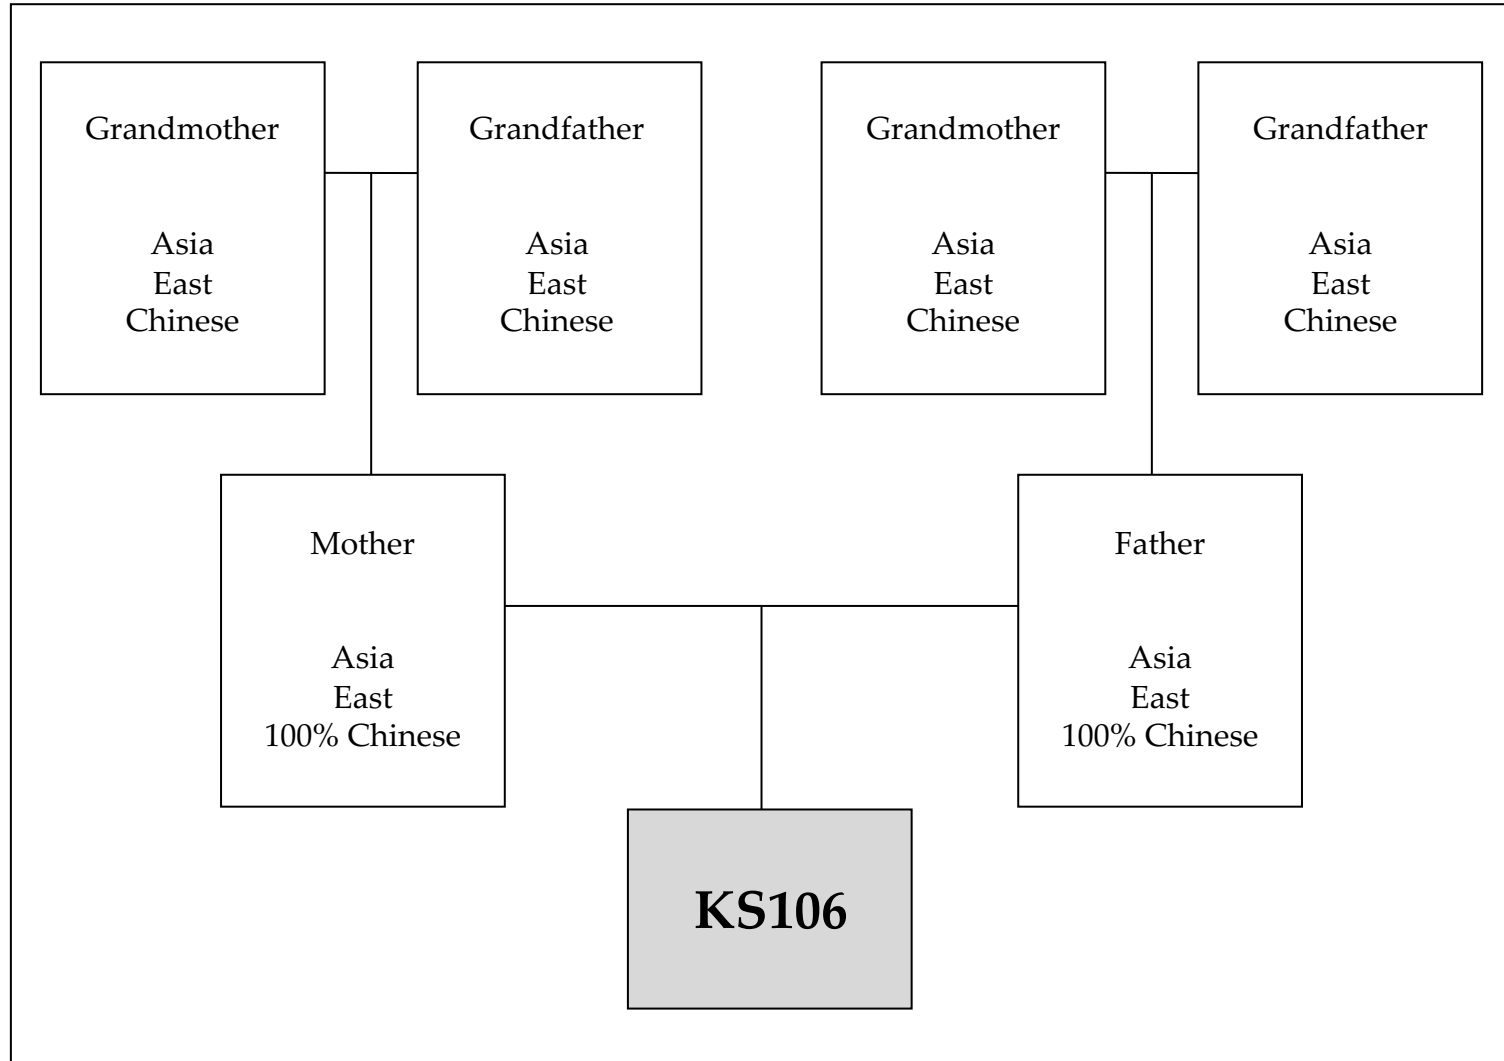 Grandmother
Asia
East
Chinese
Grandfather
Asia
East
Chinese
Grandmother
Asia
East
Chinese
Grandfather
Asia
East
Chinese
Mother
Asia
East
100% Chinese
Father
Asia
East
100% Chinese
KS106